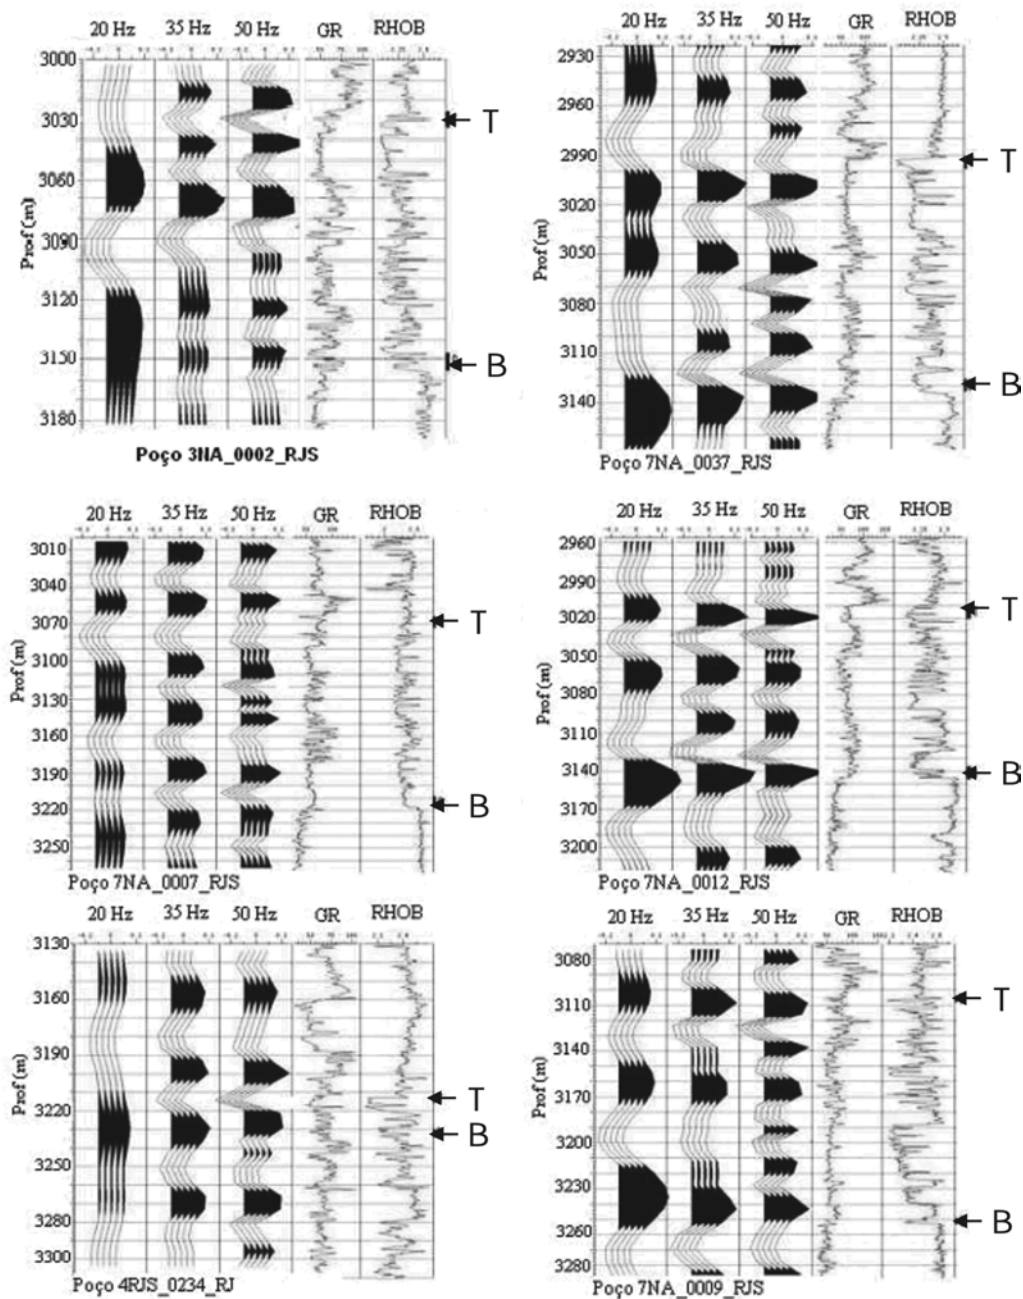 20 Hz 35 Hz 50 Hz GR RHOB
3000
3030
3060
3090
3120
3150
3180
Prof (m)
T
B
Poço 3NA_0002_RJS
20 Hz 35 Hz 50 Hz GR RHOB
2930
2960
2990
3020
3050
3080
3110
3140
Prof (m)
T
B
Poço 7NA_0037_RJS
20 Hz 35 Hz 50 Hz GR RHOB
3010
3040
3070
3100
3130
3160
3190
3220
3250
Prof (m)
T
B
Poço 7NA_0007_RJS
20 Hz 35 Hz 50 Hz GR RHOB
2960
2990
3020
3050
3080
3110
3140
3170
3200
Prof (m)
T
B
Poço 7NA_0012_RJS
20 Hz 35 Hz 50 Hz GR RHOB
3130
3160
3190
3220
3250
3280
3300
Prof (m)
T
B
Poço 4RJS_0234_RJ
20 Hz 35 Hz 50 Hz GR RHOB
3080
3110
3140
3170
3200
3230
3260
3280
Prof (m)
T
B
Poço 7NA_0009_RJS